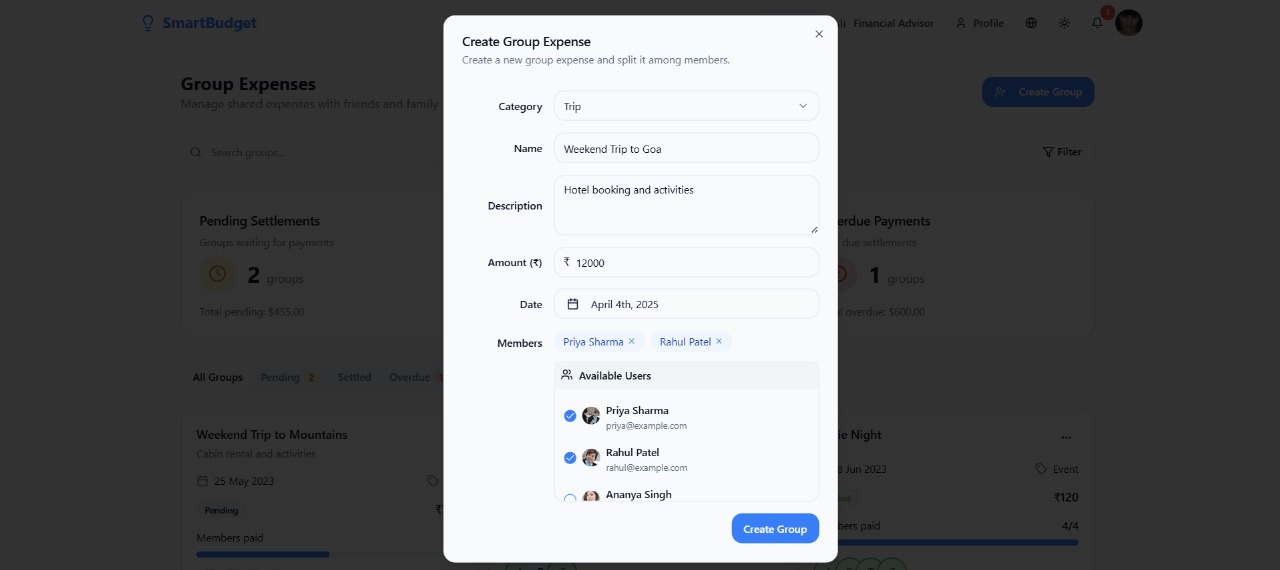 SmartBudget
Financial Advisor
Profile
Group Expenses
Manage shared expenses with friends and family
Create Group
Search groups...
Filter
Pending Settlements
Groups waiting for payments
2 groups
Total pending: $455.00
erdue Payments
due settlements
1 groups
l overdue: $600.00
All Groups
Pending 2
Settled
Overdue
Weekend Trip to Mountains
Cabin rental and activities
25 May 2023
Pending
Members paid
ie Night
Jun 2023
Event
₹120
bers paid
4/4
Create Group Expense
Create a new group expense and split it among members.
Category
Trip
Name
Weekend Trip to Goa
Description
Hotel booking and activities
Amount (₹)
₹ 12000
Date
April 4th, 2025
Members
Priya Sharma ×
Rahul Patel ×
Available Users
Priya Sharma
priya@example.com
Rahul Patel
rahul@example.com
Ananya Singh
Create Group